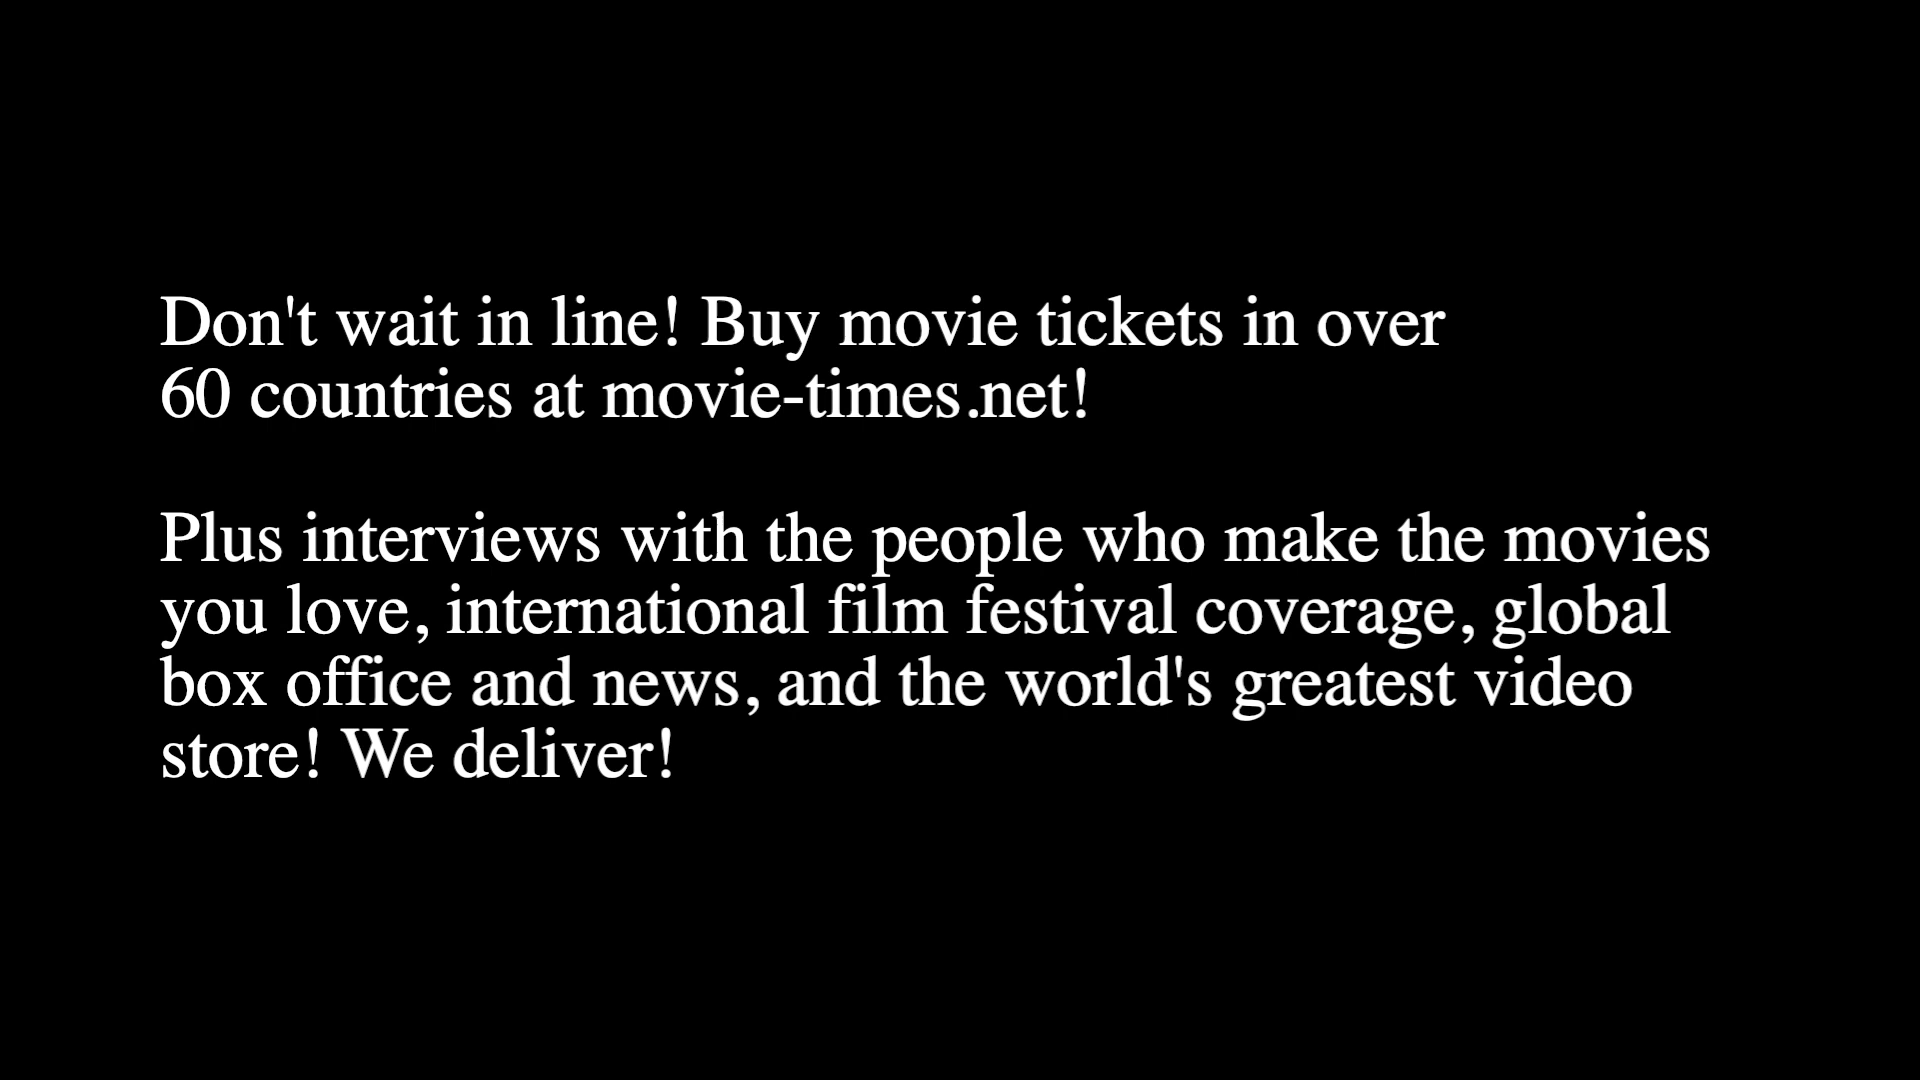 Don't wait in line! Buy movie tickets in over
60 countries at movie-times.net!
Plus interviews with the people who make the movies
you love, international film festival coverage, global
box office and news, and the world's greatest video
store! We deliver!